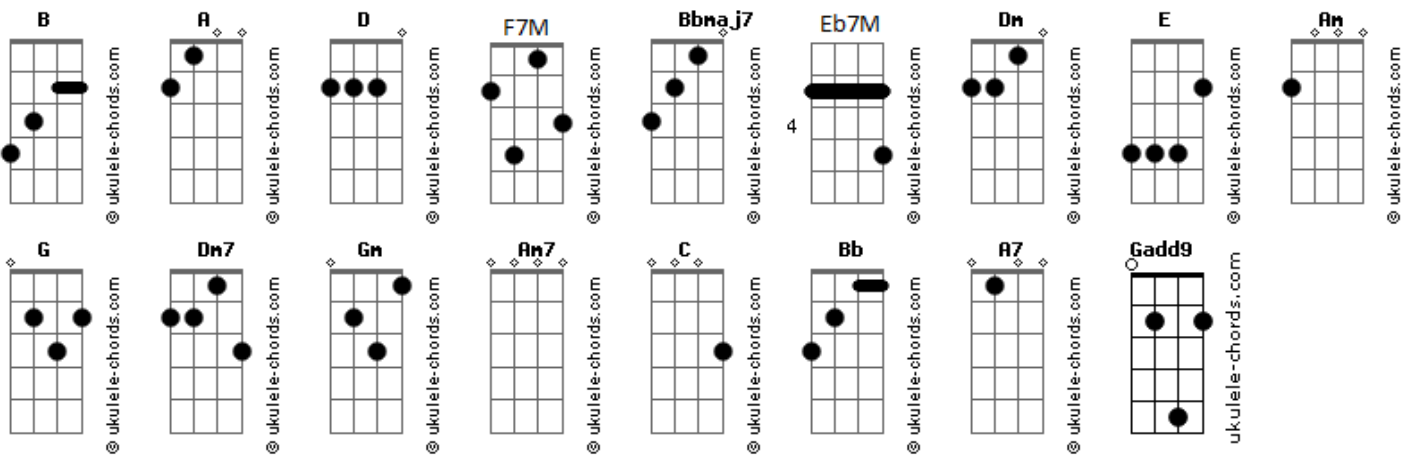 B A D F7M Bbmaj7 Eb7M Dm E Am
© ukulele-chords.com © ukulele-chords.com © ukulele-chords.com © ukulele-chords.com © ukulele-chords.com © ukulele-chords.com © ukulele-chords.com © ukulele-chords.com © ukulele-chords.com
4
G Dm7 Gm Am7 C Bb A7 Gadd9
© ukulele-chords.com © ukulele-chords.com © ukulele-chords.com © ukulele-chords.com © ukulele-chords.com © ukulele-chords.com © ukulele-chords.com ukulele-chords.com